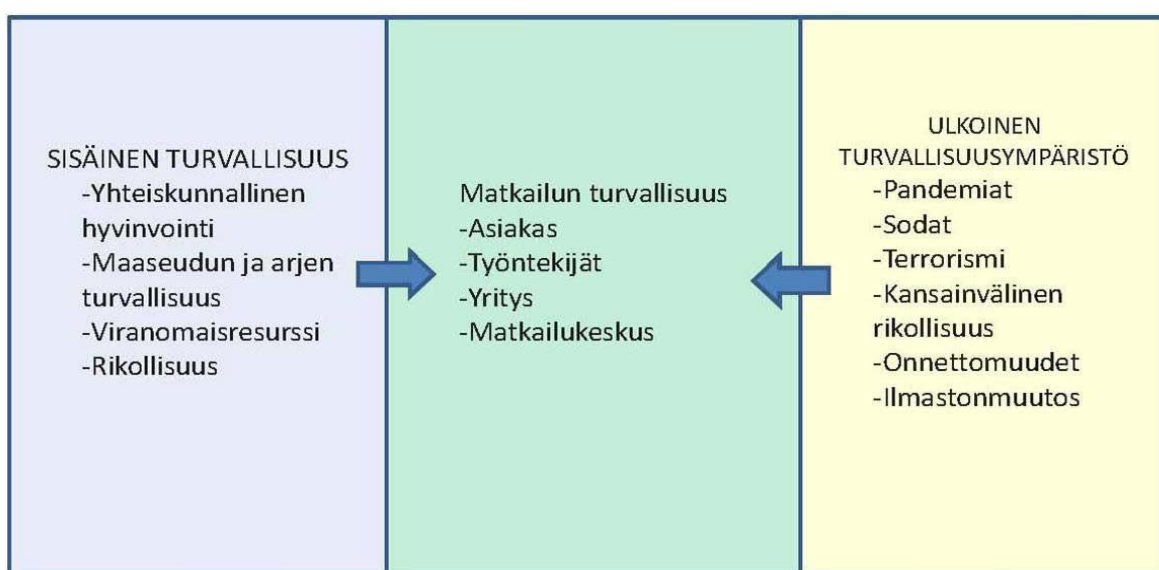 SISÄINEN TURVALLISUUS
-Yhteiskunnallinen
hyvinvointi
-Maaseudun ja arjen
turvallisuus
-Viranomaisresurssi
-Rikollisuus
Matkailun turvallisuus
-Asiakas
-Työntekijät
-Yritys
-Matkailukeskus
ULKOINEN
TURVALLISUUSYMPÄRISTÖ
-Pandemiat
-Sodat
-Terrorismi
-Kansainvälinen
rikollisuus
-Onnettomuudet
-Ilmastonmuutos